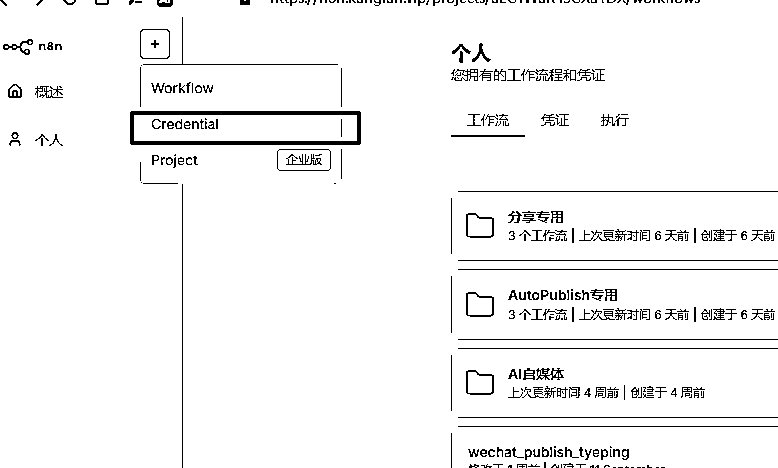 n8n
概述
个人
+
Workflow
Credential
Project 企业版
个人
您拥有的工作流程和凭证
工作流 凭证 执行
分享专用
3 个工作流 | 上次更新时间 6 天前 | 创建于 6 天前
AutoPublish专用
3 个工作流 | 上次更新时间 6 天前 | 创建于 6 天前
AI自媒体
上次更新时间 4 周前 | 创建于 4 周前
wechat_publish_tyeping